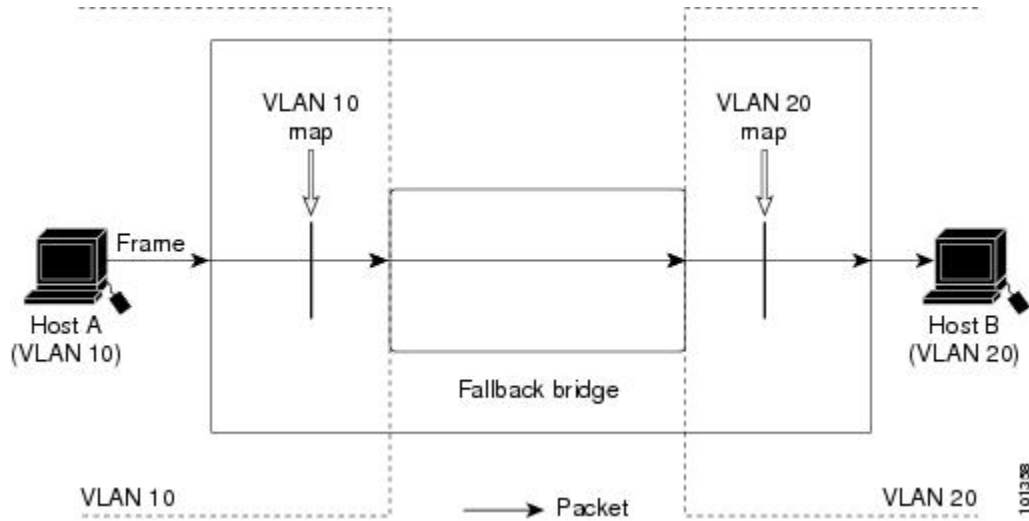 VLAN 10
map
VLAN 20
map
Frame
Host A
(VLAN 10)
Host B
(VLAN 20)
Fallback bridge
VLAN 10
Packet
VLAN 20
101358